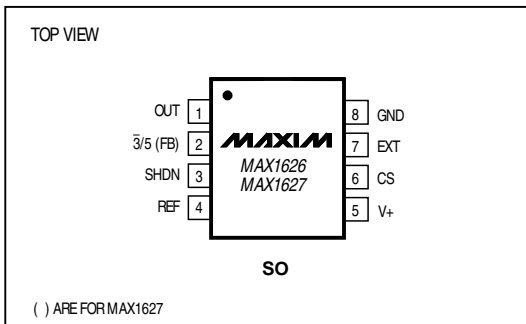 TOP VIEW
OUT 1
3̅/5 (FB) 2
SHDN 3
REF 4
MAXIM
MAX1626
MAX1627
8 GND
7 EXT
6 CS
5 V+
SO
( ) ARE FOR MAX1627